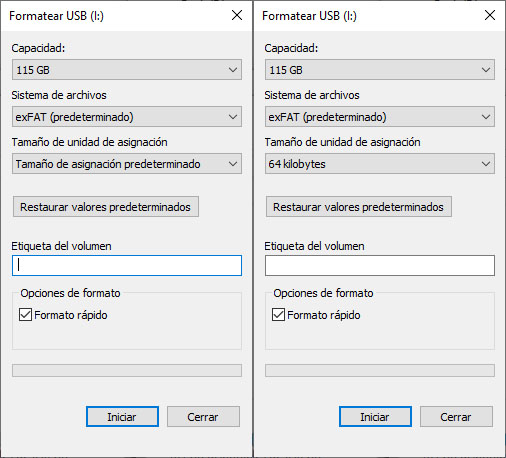 Formatear USB (I:)
Capacidad:
115 GB
Sistema de archivos
exFAT (predeterminado)
Tamaño de unidad de asignación
Tamaño de asignación predeterminado
Restaurar valores predeterminados
Etiqueta del volumen
Opciones de formato
Formato rápido
Iniciar
Cerrar
Formatear USB (I:)
Capacidad:
115 GB
Sistema de archivos
exFAT (predeterminado)
Tamaño de unidad de asignación
64 kilobytes
Restaurar valores predeterminados
Etiqueta del volumen
Opciones de formato
Formato rápido
Iniciar
Cerrar